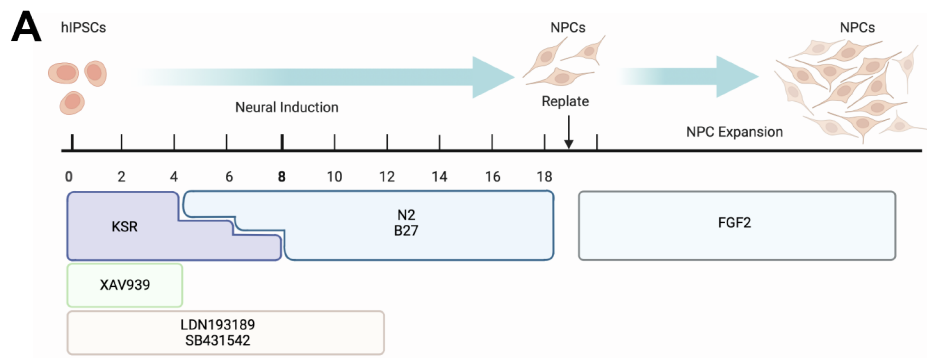 A
hIPSCs
NPCs
NPCs
Neural Induction
Replate
NPC Expansion
0 2 4 6 8 10 12 14 16 18
KSR
N2
B27
FGF2
XAV939
LDN193189
SB431542